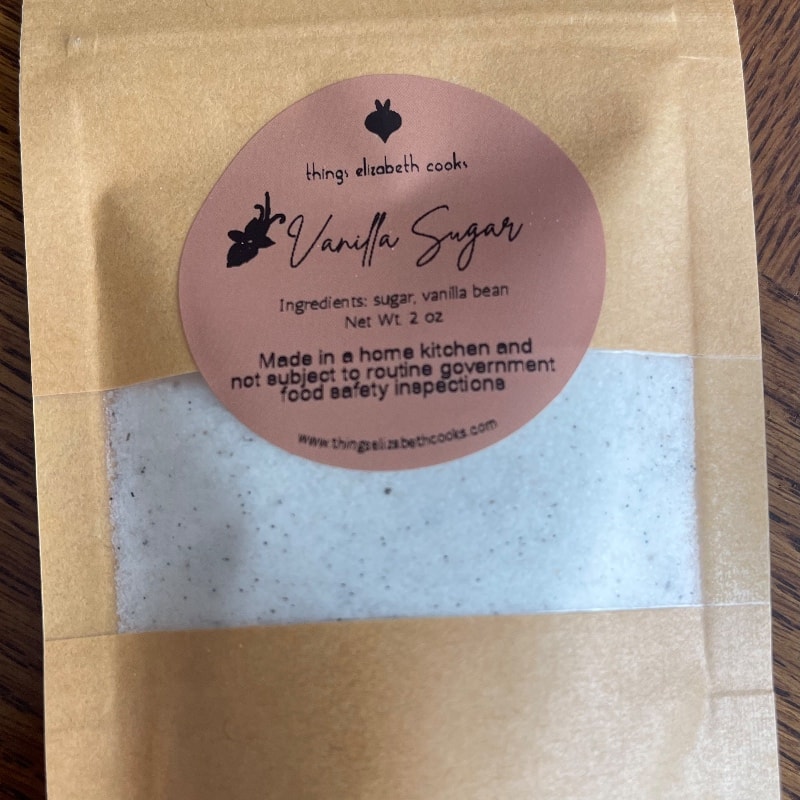 things elizabeth cooks
Vanilla Sugar
Ingredients: sugar, vanilla bean
Net Wt. 2 oz
Made in a home kitchen and
not subject to routine government
food safety inspections
www.thingselizabethcooks.com